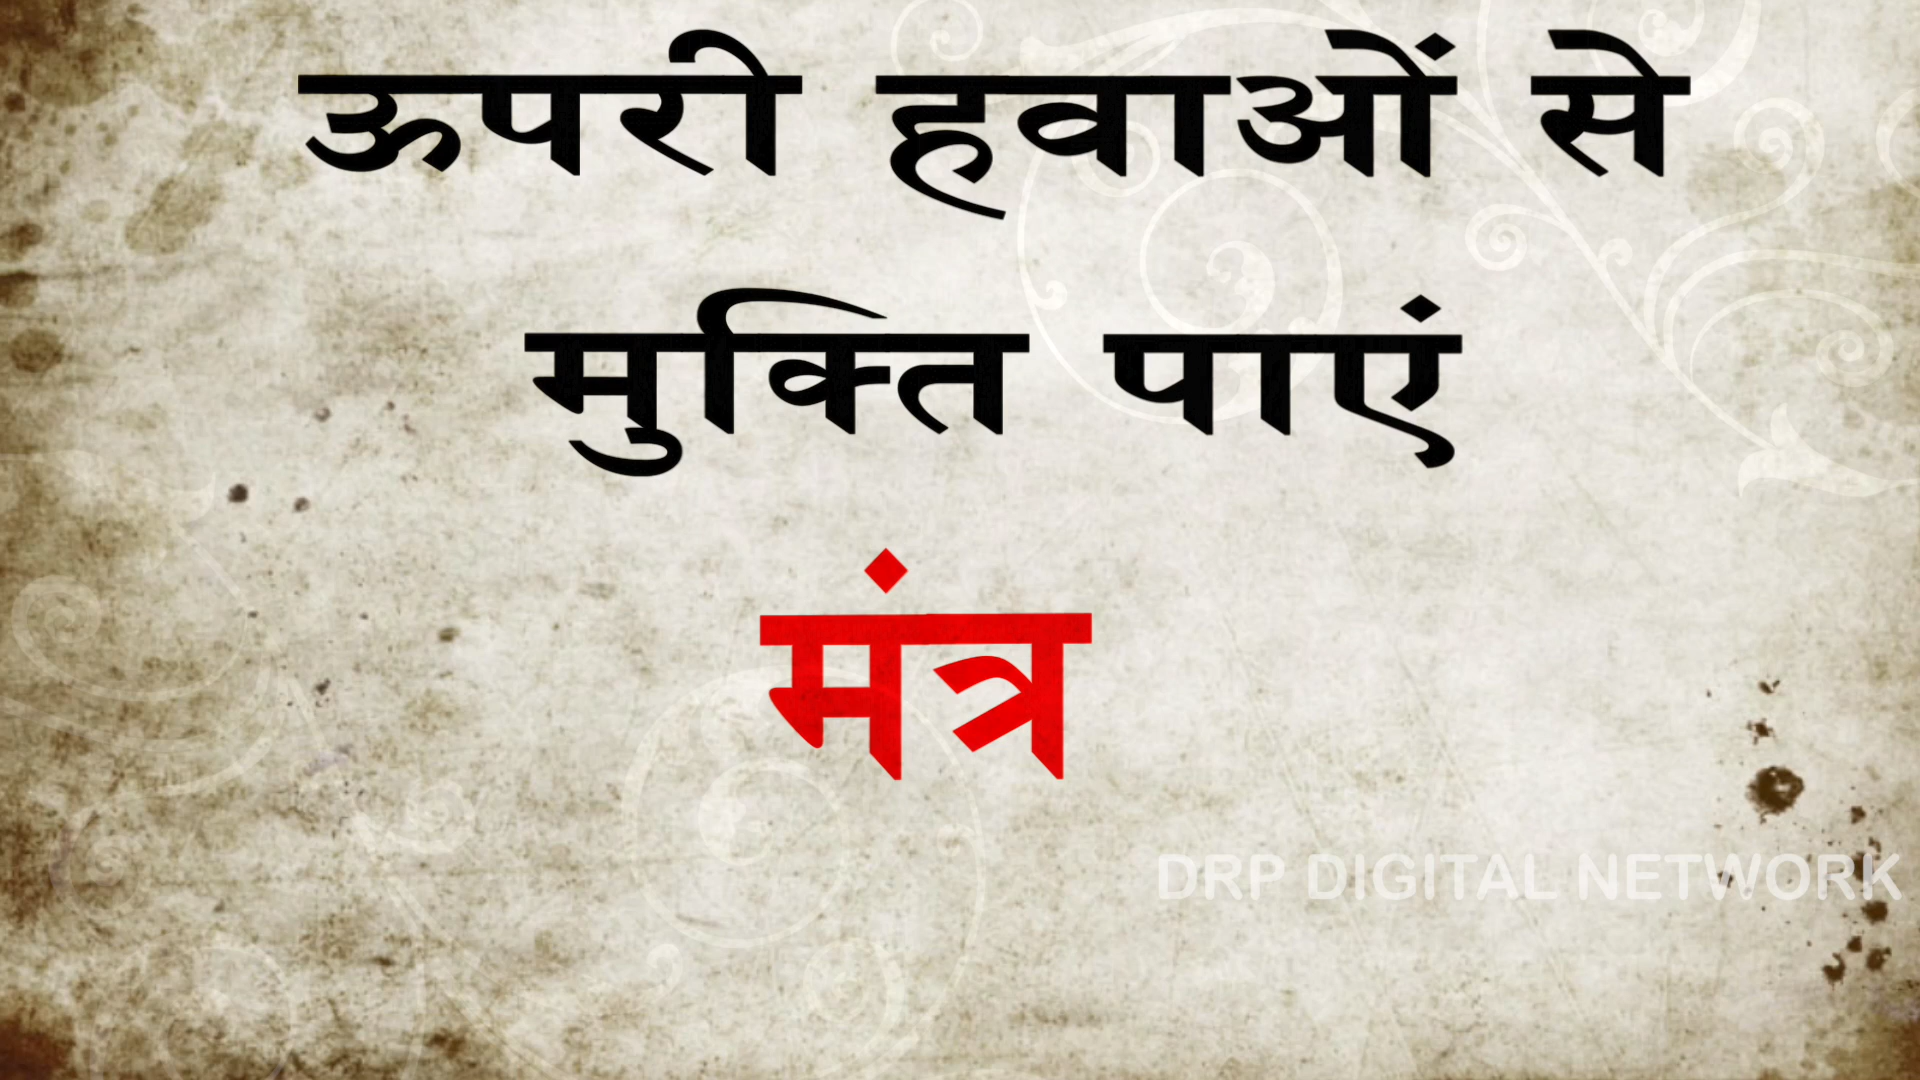 ऊपरी हवाओं से
मुक्ति पाएं
मंत्र
DRP DIGITAL NETWORK